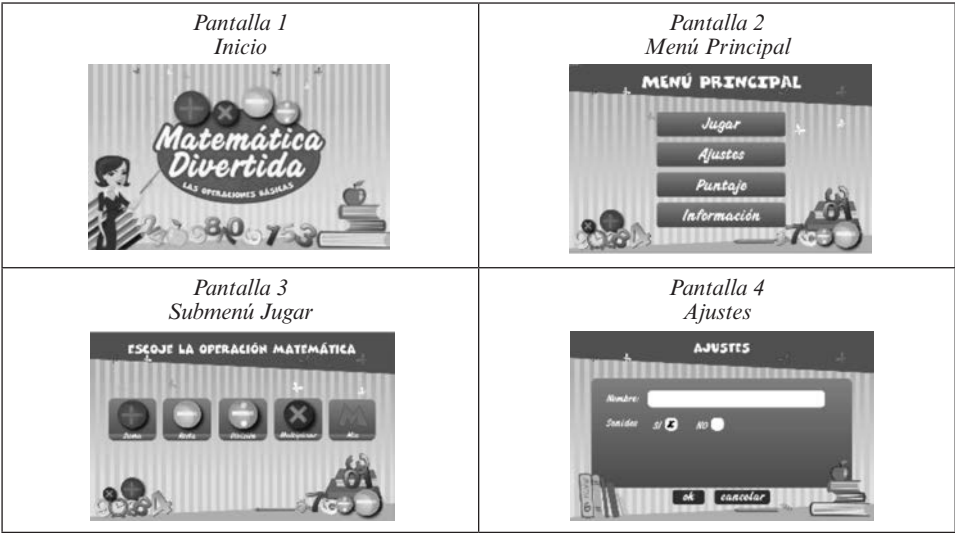 Pantalla 1
Inicio
Matemática
Divertida
LAS OPERACIONES BÁSICAS
Pantalla 2
Menú Principal
MENÚ PRINCIPAL
Jugar
Ajustes
Puntaje
Información
Pantalla 3
Submenú Jugar
ESCOJE LA OPERACIÓN MATEMÁTICA
Suma Resta División Multiplicar Mix
Pantalla 4
Ajustes
AJUSTES
Nombre:
Sonidos SI NO
ok cancelar